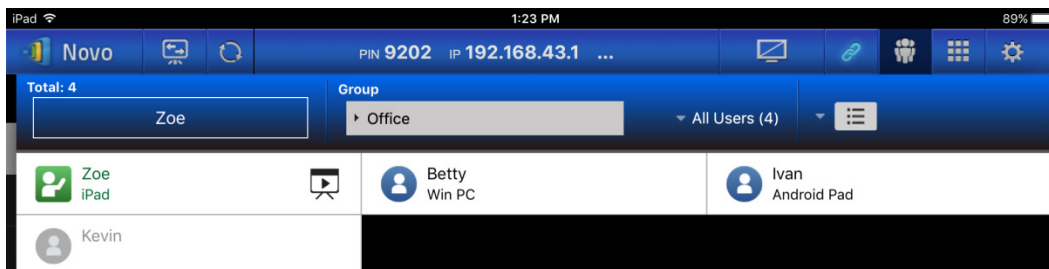 iPad 1:23 PM 89%
Novo PIN 9202 IP 192.168.43.1 ...
Total: 4 Group
Zoe Office All Users (4)
Zoe Betty Ivan
iPad Win PC Android Pad
Kevin